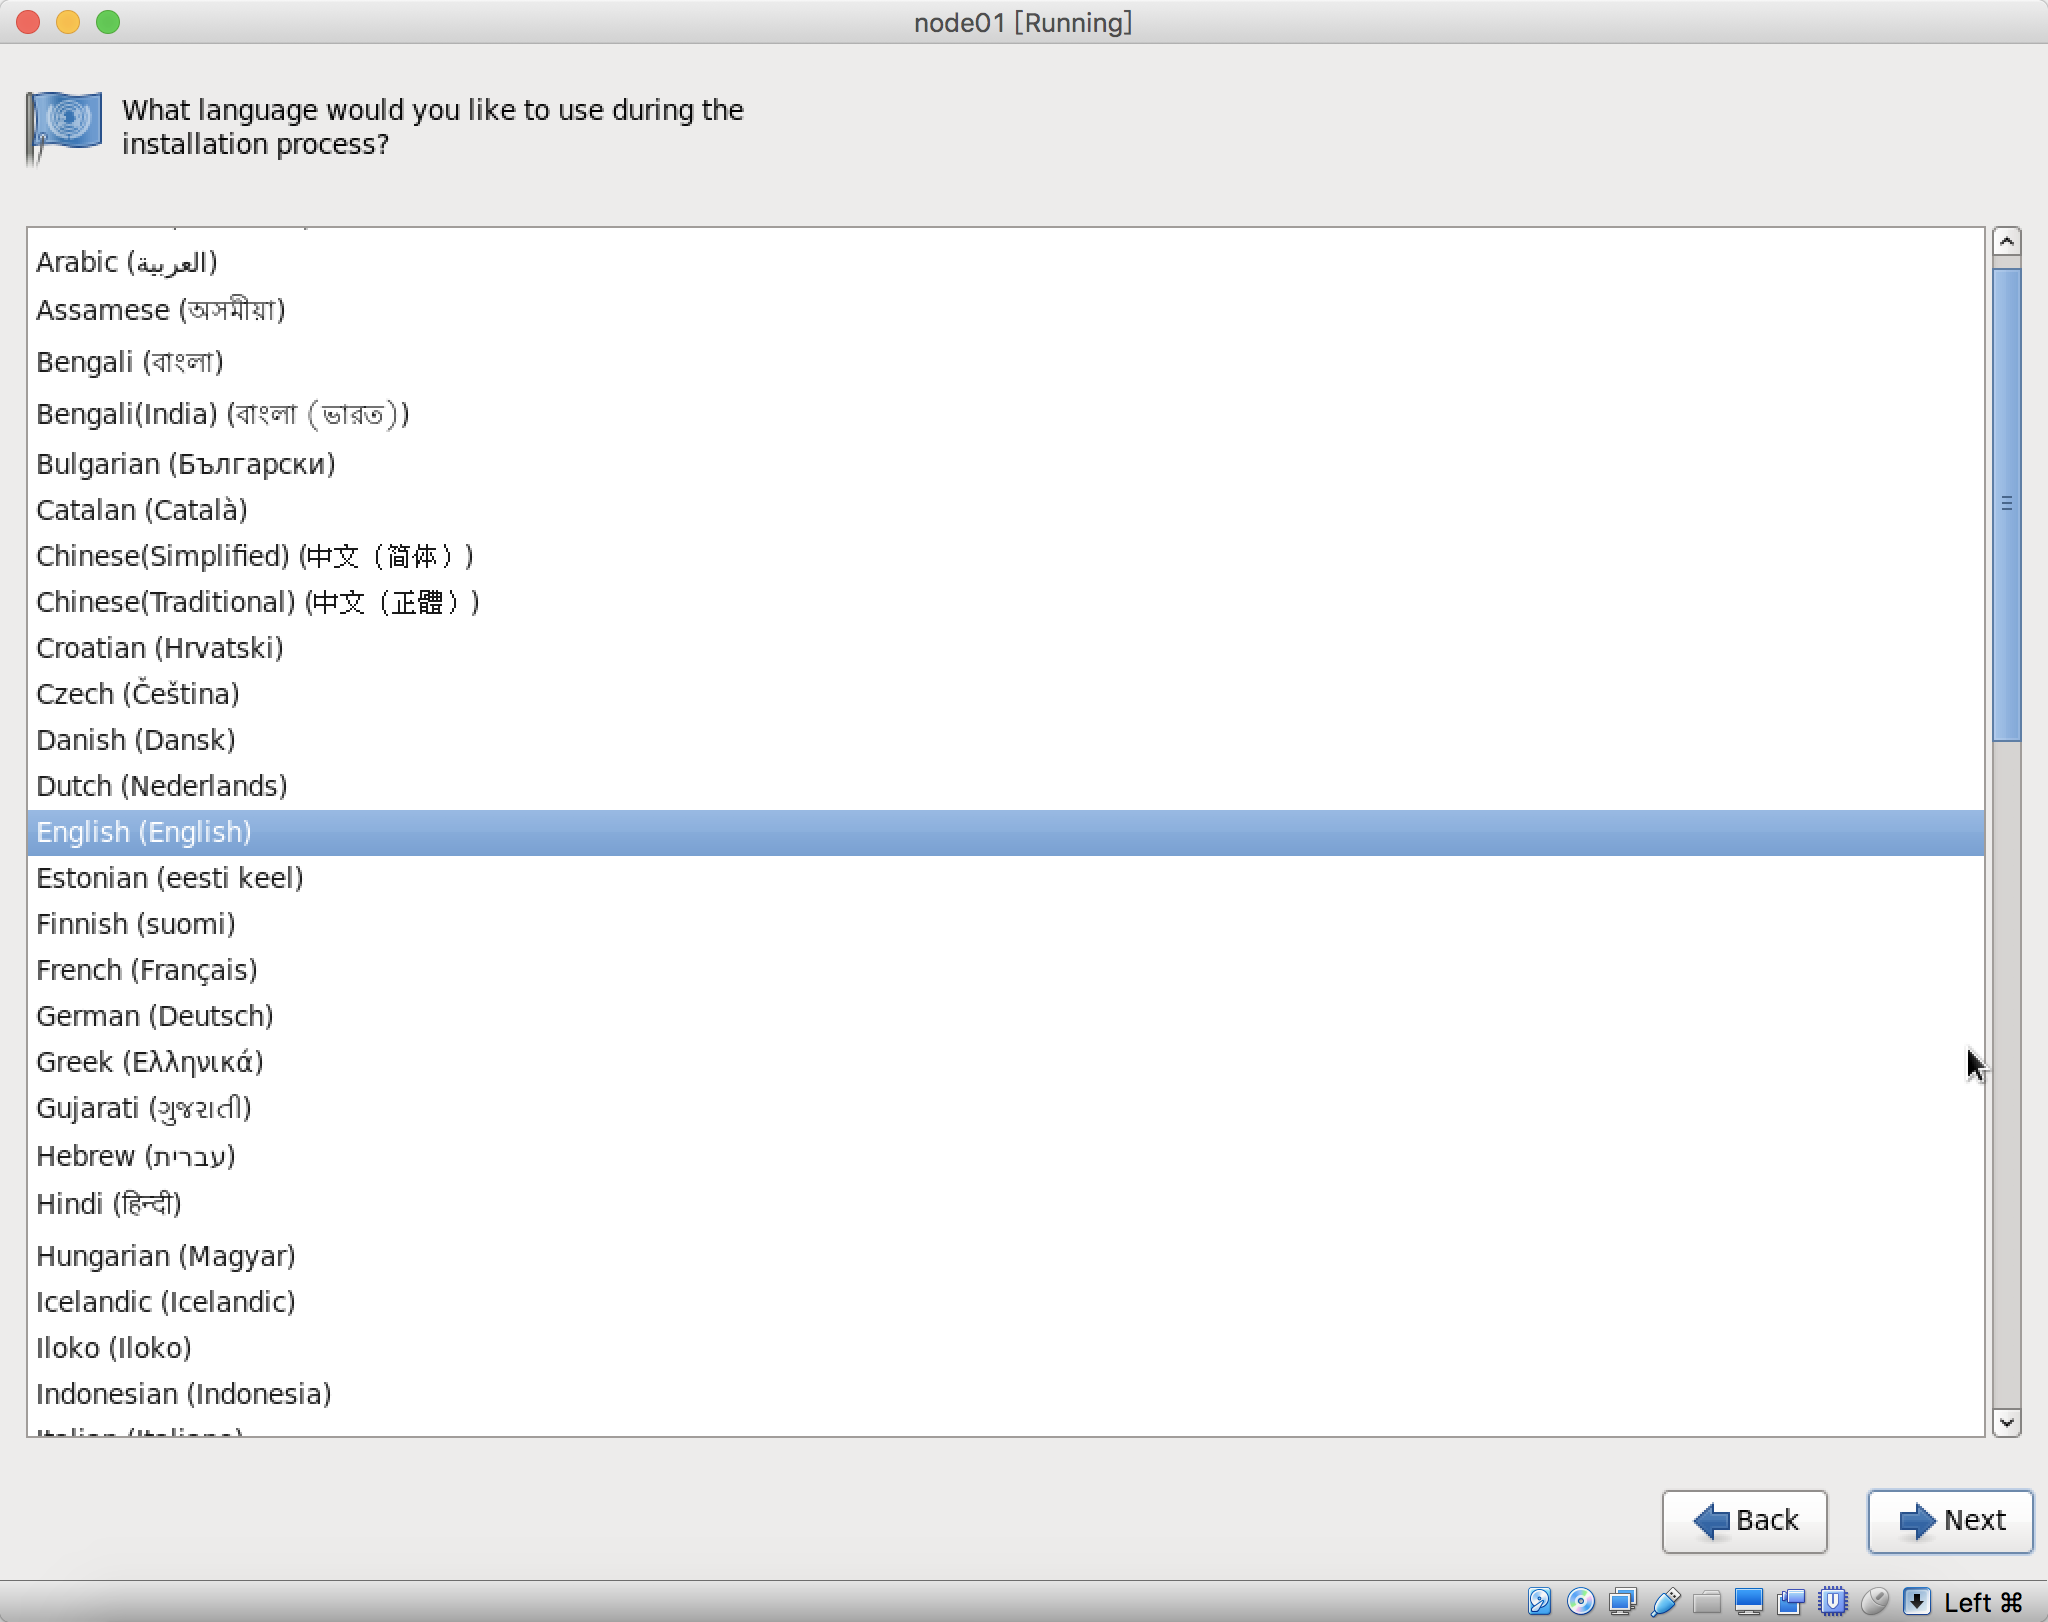 node01 [Running]
What language would you like to use during the
installation process?
Arabic (العربية)
Assamese (অসমীয়া)
Bengali (বাংলা)
Bengali(India) (বাংলা (ভারত))
Bulgarian (Български)
Catalan (Català)
Chinese(Simplified) (中文（简体）)
Chinese(Traditional) (中文（正體）)
Croatian (Hrvatski)
Czech (Čeština)
Danish (Dansk)
Dutch (Nederlands)
English (English)
Estonian (eesti keel)
Finnish (suomi)
French (Français)
German (Deutsch)
Greek (Ελληνικά)
Gujarati (ગુજરાતી)
Hebrew (עברית)
Hindi (हिन्दी)
Hungarian (Magyar)
Icelandic (Icelandic)
Iloko (Iloko)
Indonesian (Indonesia)
Italian (Italiano)
Back
Next
Left ⌘